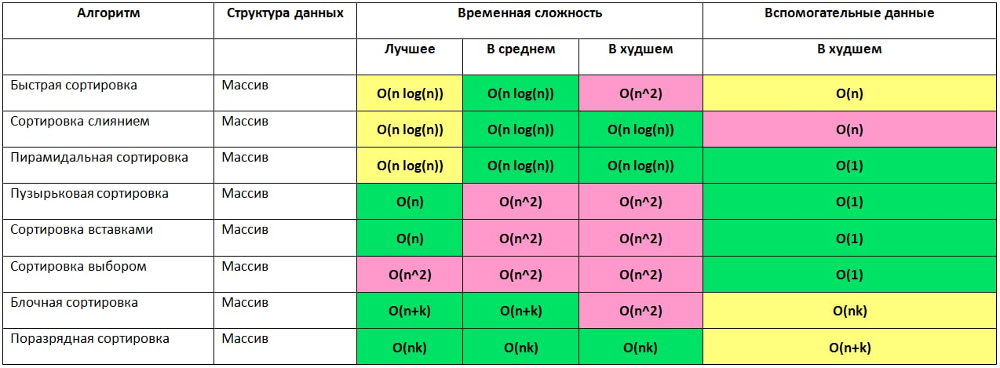 Алгоритм Структура данных Временная сложность Вспомогательные данные
Лучшее В среднем В худшем В худшем
Быстрая сортировка Массив O(n log(n)) O(n log(n)) O(n^2) O(n)
Сортировка слиянием Массив O(n log(n)) O(n log(n)) O(n log(n)) O(n)
Пирамидальная сортировка Массив O(n log(n)) O(n log(n)) O(n log(n)) O(1)
Пузырьковая сортировка Массив O(n) O(n^2) O(n^2) O(1)
Сортировка вставками Массив O(n) O(n^2) O(n^2) O(1)
Сортировка выбором Массив O(n^2) O(n^2) O(n^2) O(1)
Блочная сортировка Массив O(n+k) O(n+k) O(n^2) O(nk)
Поразрядная сортировка Массив O(nk) O(nk) O(nk) O(n+k)